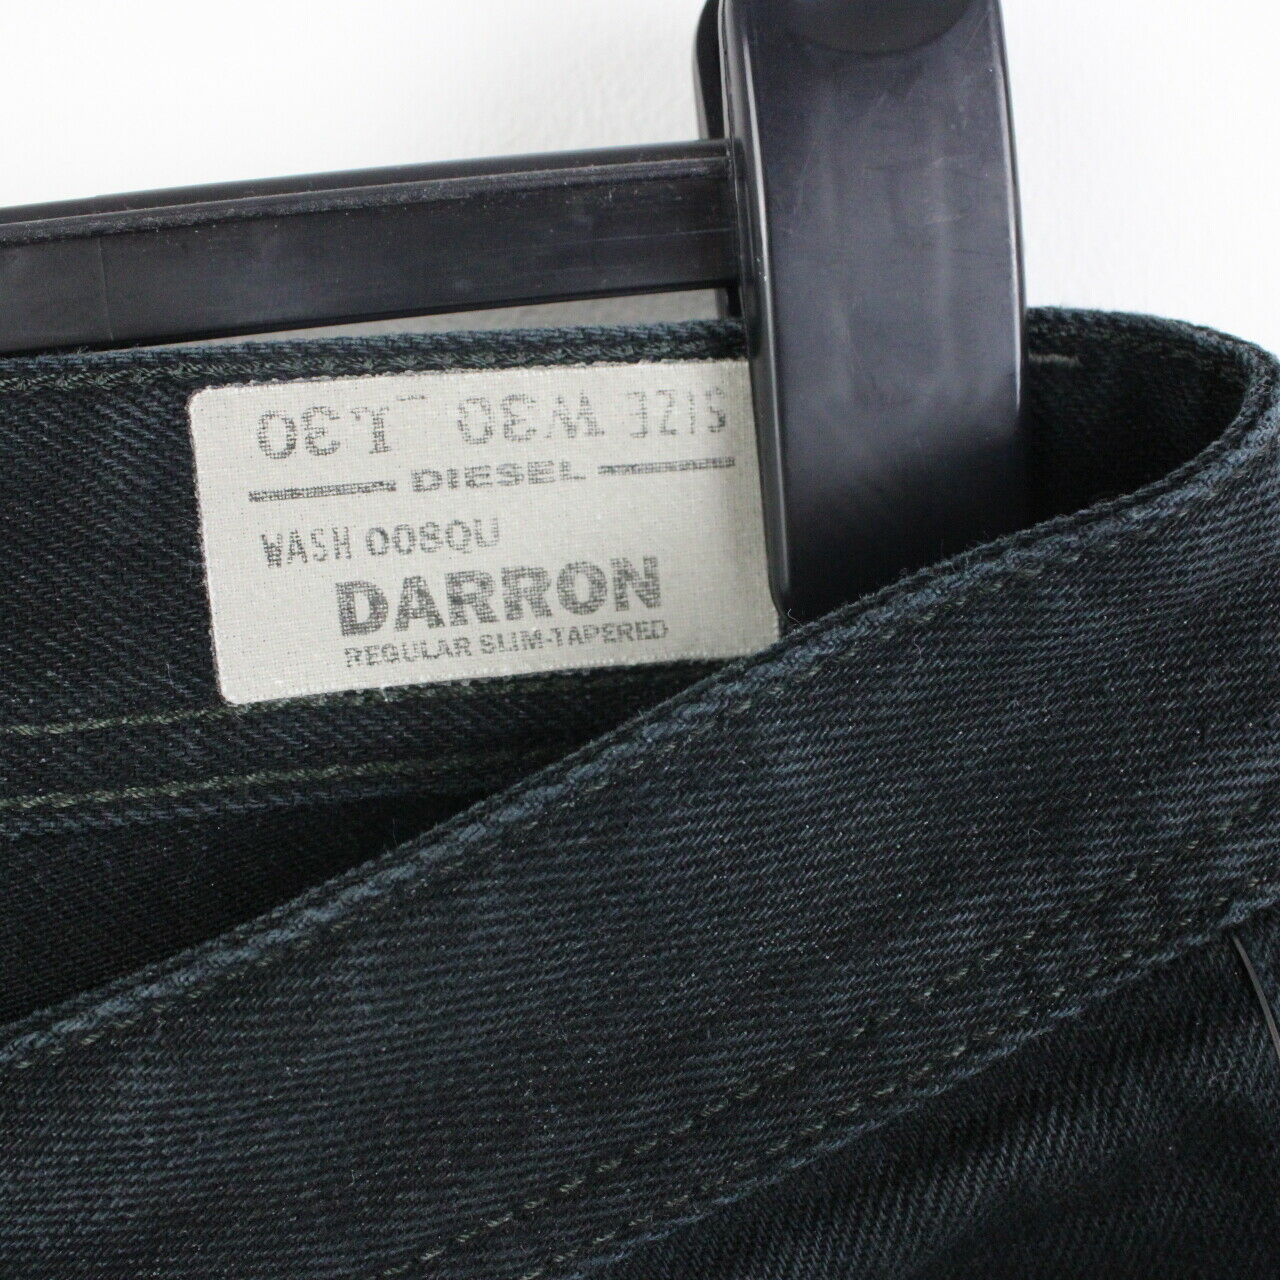 SIZE W30 L30
DIESEL
WASH 008QU
DARRON
REGULAR SLIM-TAPERED